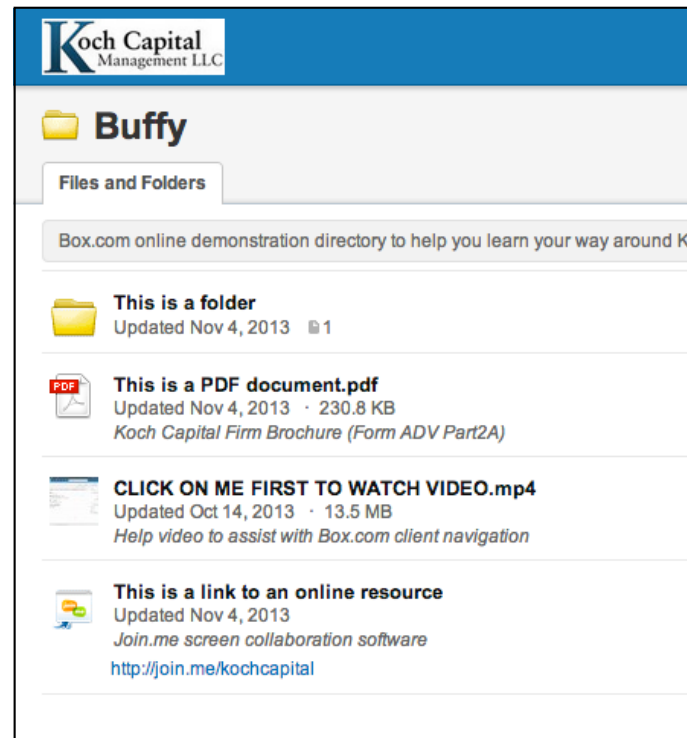 Koch Capital
Management LLC
Buffy
Files and Folders
Box.com online demonstration directory to help you learn your way around K
This is a folder
Updated Nov 4, 2013 1
PDF
This is a PDF document.pdf
Updated Nov 4, 2013 · 230.8 KB
Koch Capital Firm Brochure (Form ADV Part2A)
CLICK ON ME FIRST TO WATCH VIDEO.mp4
Updated Oct 14, 2013 · 13.5 MB
Help video to assist with Box.com client navigation
This is a link to an online resource
Updated Nov 4, 2013
Join.me screen collaboration software
http://join.me/kochcapital